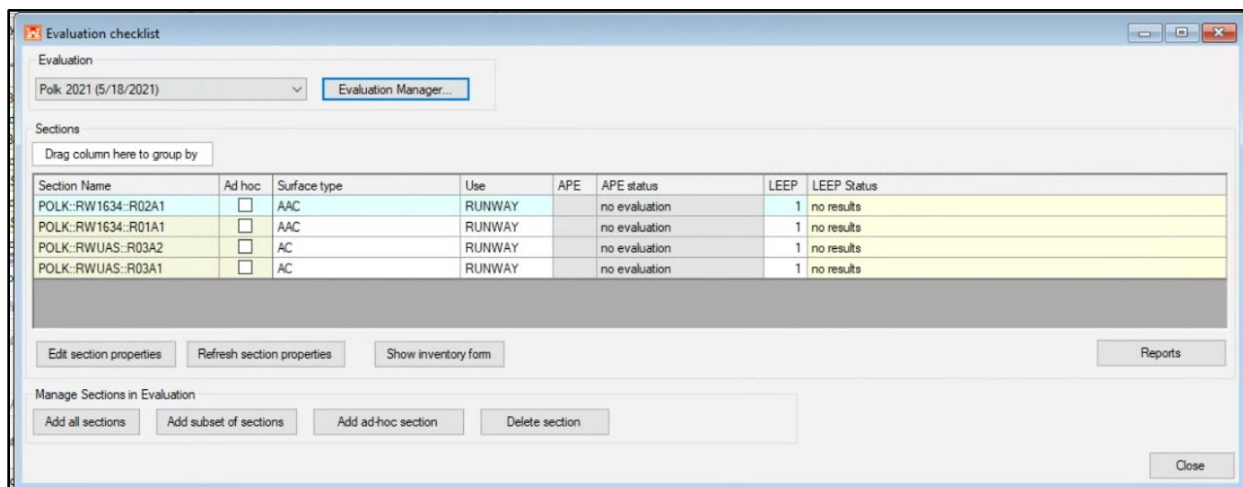 Evaluation checklist
Evaluation
Polk 2021 (5/18/2021) Evaluation Manager...
Sections
Drag column here to group by
Section Name Ad hoc Surface type Use APE APE status LEEP LEEP Status
POLK::RW1634::R02A1 AAC RUNWAY no evaluation 1 no results
POLK::RW1634::R01A1 AAC RUNWAY no evaluation 1 no results
POLK::RWUAS::R03A2 AC RUNWAY no evaluation 1 no results
POLK::RWUAS::R03A1 AC RUNWAY no evaluation 1 no results
Edit section properties Refresh section properties Show inventory form Reports
Manage Sections in Evaluation
Add all sections Add subset of sections Add ad-hoc section Delete section
Close